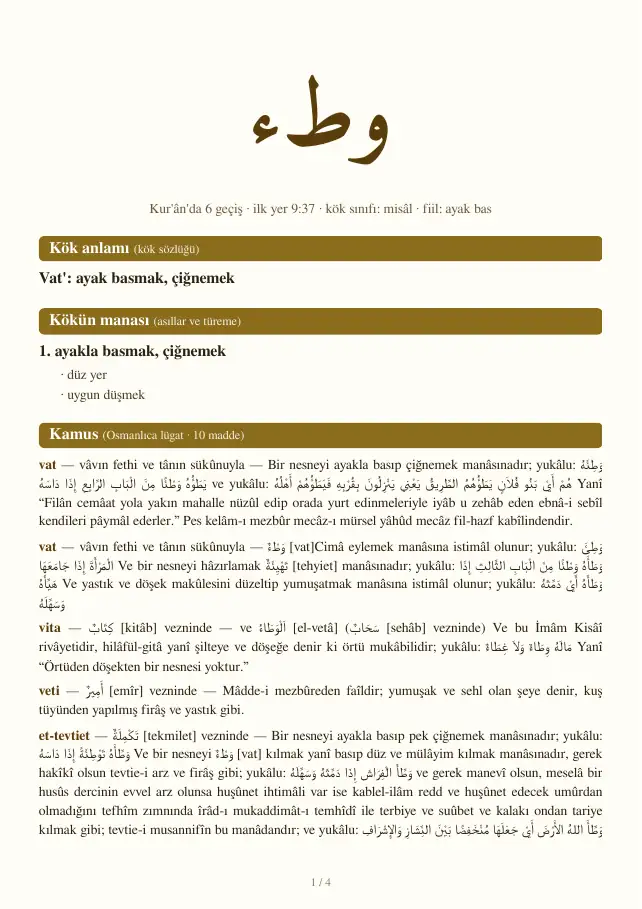 وطء
Kur'ân'da 6 geçiş · ilk yer 9:37 · kök sınıfı: misâl · fiil: ayak bas
Kök anlamı (kök sözlüğü)
Vat': ayak basmak, çiğnemek
Kökün manası (asıllar ve türeme)
1. ayakla basmak, çiğnemek
· düz yer
· uygun düşmek
Kamus (Osmanlıca lügat · 10 madde)
vat — vâvın fethi ve tânın sükûnuyla — Bir nesneyi ayakla basıp çiğnemek manâsınadır; yukâlu: وَطِئَهُ
يَطَؤُهُ وَطْئًا مِنَ الْبَابِ الرَّابِعِ إِذَا دَاسَهُ ve yukâlu: هُمْ أَيْ بَنُو فُلاَنٍ يَطَؤُهُمُ الطَّرِيقُ يَعْنِي يَنْزِلُونَ بِقُرْبِهِ فَيَطَؤُهُمْ أَهْلُهُ Yanî
“Filân cemâat yola yakın mahalle nüzûl edip orada yurt edinmeleriyle iyâb u zehâb eden ebnâ-i sebîl
kendileri pâymâl ederler.” Pes kelâm-ı mezbûr mecâz-ı mürsel yâhûd mecâz fil-hazf kabîlindendir.
vat — vâvın fethi ve tânın sükûnuyla — وَطْءٌ [vat]Cimâ eylemek manâsına istimâl olunur; yukâlu: وَطِئَ
الْمَرْأَةَ إِذَا جَامَعَهَا Ve bir nesneyi hâzırlamak تَهْيِئَةٌ [tehyiet] manâsınadır; yukâlu: وَطَأَهُ وَطْئًا مِنَ الْبَابِ الثَّالِثِ إِذَا
هَيَّأَهُ Ve yastık ve döşek makûlesini düzeltip yumuşatmak manâsına istimâl olunur; yukâlu: وَطَأَهُ أَيْ دَمَّثَهُ
وَسَهَّلَهُ
vita — كِتَابٌ [kitâb] vezninde — ve اَلْوَطَاءُ [el-vetâ] (سَحَابٌ [sehâb] vezninde) Ve bu İmâm Kisâî
rivâyetidir, hilâfül-gitâ yanî şilteye ve döşeğe denir ki örtü mukâbilidir; yukâlu: مَالَهُ وِطَاءٌ وَلاَ غِطَاءٌ Yanî
“Örtüden döşekten bir nesnesi yoktur.”
veti — أَمِيرٌ [emîr] vezninde — Mâdde-i mezbûreden faîldir; yumuşak ve sehl olan şeye denir, kuş
tüyünden yapılmış firâş ve yastık gibi.
et-tevtiet — تَكْمِلَةٌ [tekmilet] vezninde — Bir nesneyi ayakla basıp pek çiğnemek manâsınadır; yukâlu:
وَطَّأَهُ تَوْطِئَةً إِذَا دَاسَهُ Ve bir nesneyi وَطْءٌ [vat] kılmak yanî basıp düz ve mülâyim kılmak manâsınadır, gerek
hakîkî olsun tevtie-i arz ve firâş gibi; yukâlu: وَطَّأَ الْفِرَاشَ إِذَا دَمَّثَهُ وَسَهَّلَهُ ve gerek manevî olsun, meselâ bir
husûs dercinin evvel arz olunsa huşûnet ihtimâli var ise kablel-ilâm redd ve huşûnet edecek umûrdan
olmadığını tefhîm zımnında îrâd-ı mukaddimât-ı temhîdî ile terbiye ve suûbet ve kalakı ondan tariye
kılmak gibi; tevtie-i musannifîn bu manâdandır; ve yukâlu: وَطَّأَ اللهُ الأَرْضَ أَيْ جَعَلَهَا مُنْخَفِضًا بَيْنَ النِّشَازِ وَالإِشْرَافِ
1 / 4